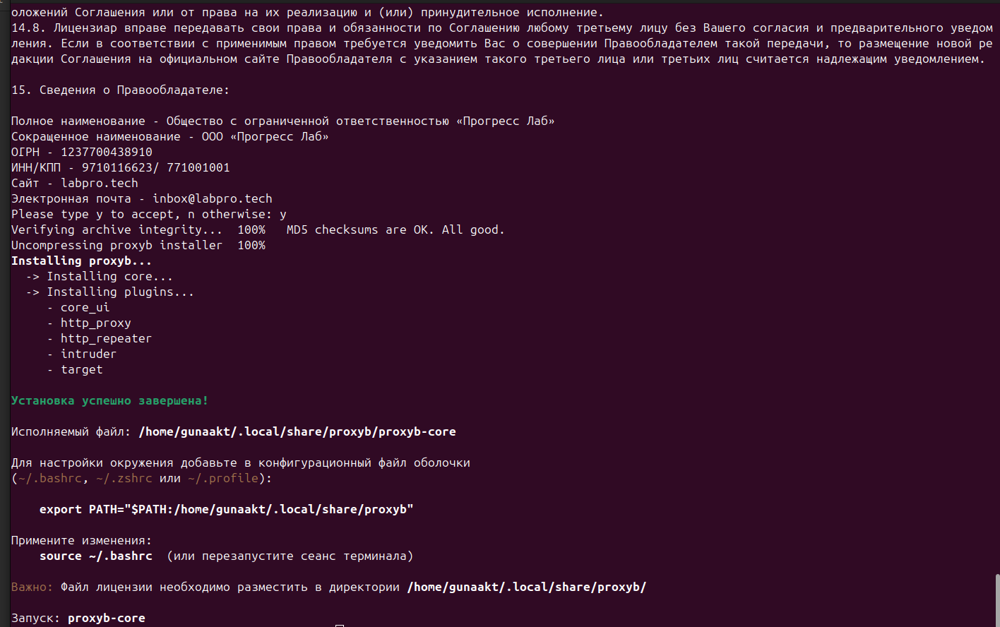 оложений Соглашения или от права на их реализацию и (или) принудительное исполнение.
14.8. Лицензиар вправе передавать свои права и обязанности по Соглашению любому третьему лицу без Вашего согласия и предварительного уведом
ления. Если в соответствии с применимым правом требуется уведомить Вас о совершении Правообладателем такой передачи, то размещение новой ре
дакции Соглашения на официальном сайте Правообладателя с указанием такого третьего лица или третьих лиц считается надлежащим уведомлением.
15. Сведения о Правообладателе:
Полное наименование - Общество с ограниченной ответственностью «Прогресс Лаб»
Сокращенное наименование - ООО «Прогресс Лаб»
ОГРН - 1237700438910
ИНН/КПП - 9710116623/ 771001001
Сайт - labpro.tech
Электронная почта - inbox@labpro.tech
Please type y to accept, n otherwise: y
Verifying archive integrity...  100%   MD5 checksums are OK. All good.
Uncompressing proxyb installer  100%
Installing proxyb...
  -> Installing core...
  -> Installing plugins...
     - core_ui
     - http_proxy
     - http_repeater
     - intruder
     - target
Установка успешно завершена!
Исполняемый файл: /home/gunaakt/.local/share/proxyb/proxyb-core
Для настройки окружения добавьте в конфигурационный файл оболочки
(~/.bashrc, ~/.zshrc или ~/.profile):
    export PATH="$PATH:/home/gunaakt/.local/share/proxyb"
Примените изменения:
    source ~/.bashrc  (или перезапустите сеанс терминала)
Важно: Файл лицензии необходимо разместить в директории /home/gunaakt/.local/share/proxyb/
Запуск: proxyb-core